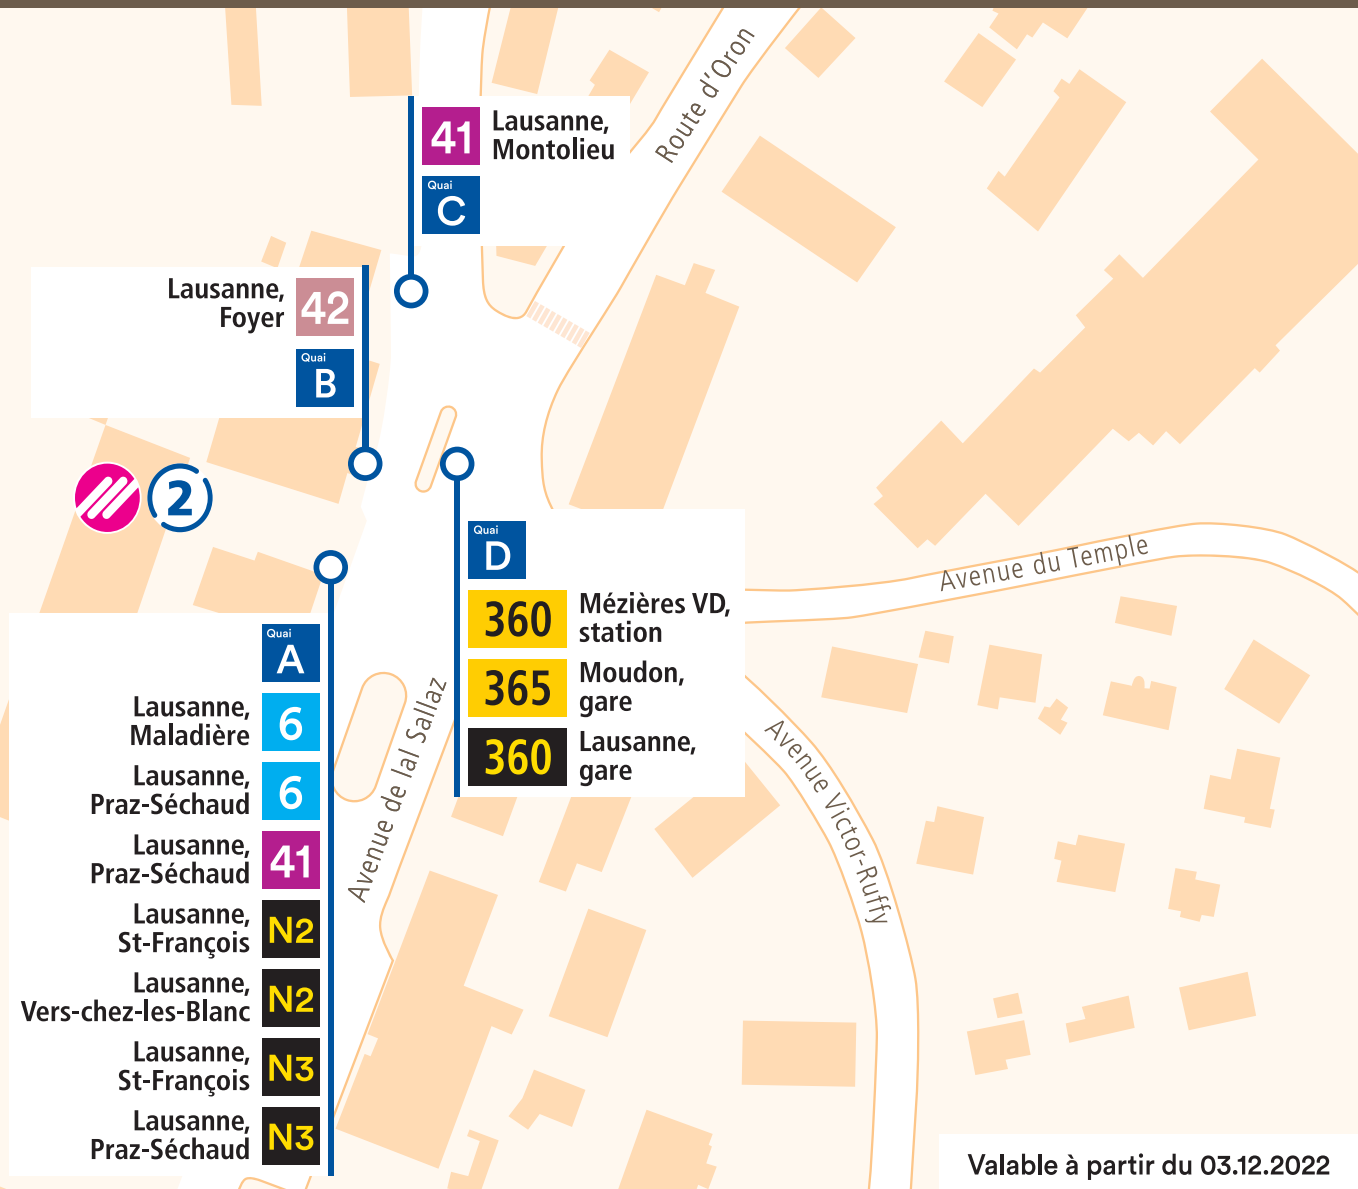 41
Lausanne,
Montolieu
Quai
C
Route d'Oron
Lausanne,
Foyer
42
Quai
B
2
Quai
D
360
Mézières VD,
station
365
Moudon,
gare
360
Lausanne,
gare
Avenue du Temple
Avenue Victor-Ruffy
Avenue de lal Sallaz
Quai
A
Lausanne,
Maladière
6
Lausanne,
Praz-Séchaud
6
Lausanne,
Praz-Séchaud
41
Lausanne,
St-François
N2
Lausanne,
Vers-chez-les-Blanc
N2
Lausanne,
St-François
N3
Lausanne,
Praz-Séchaud
N3
Valable à partir du 03.12.2022